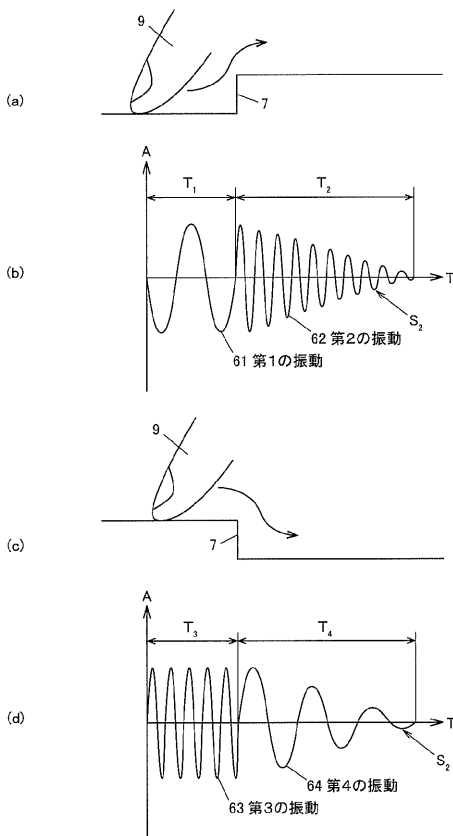 (a)
9
7
(b)
A
T₁
T₂
T
S₂
62 第2の振動
61 第1の振動
(c)
9
7
(d)
A
T₃
T₄
T
S₂
64 第4の振動
63 第3の振動